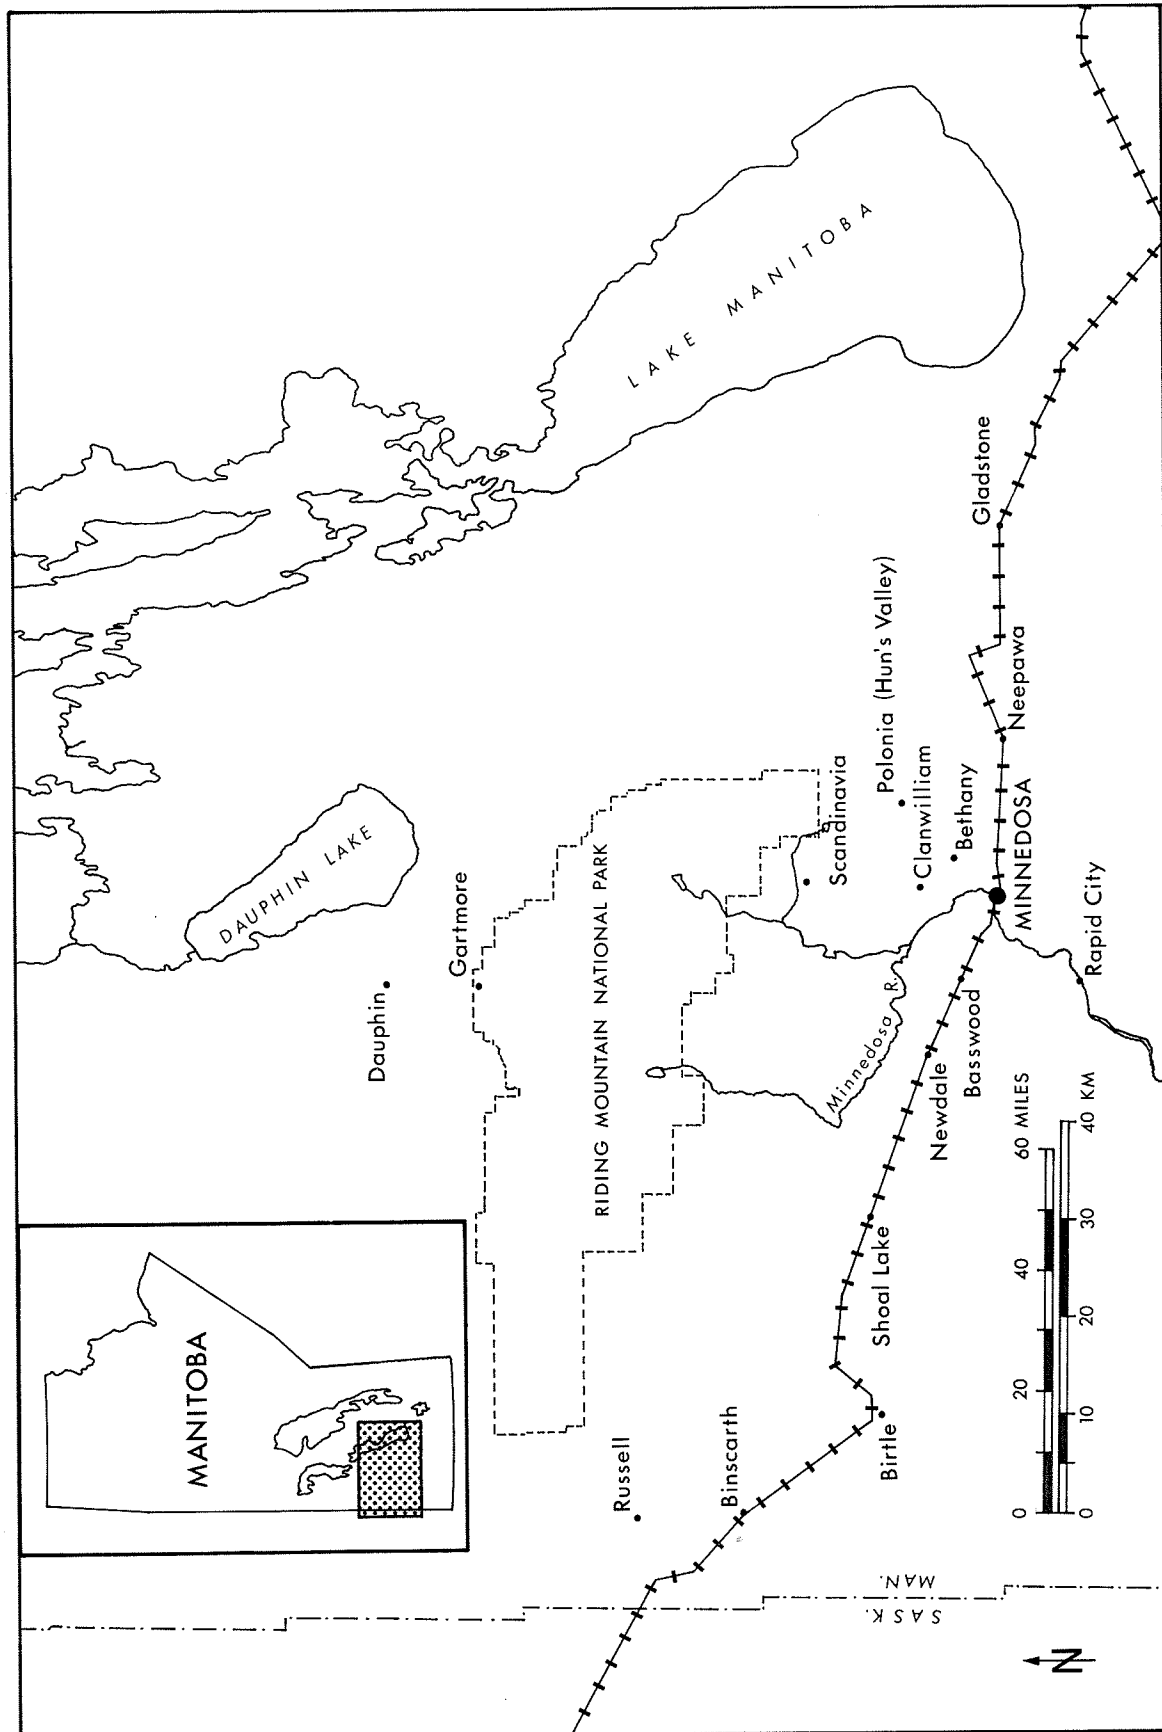 MANITOBA
DAUPHIN LAKE
LAKE MANITOBA
Dauphin
Gartmore
RIDING MOUNTAIN NATIONAL PARK
Russell
Binscarth
Birtle
Shoal Lake
Newdale
Basswood
Minnedosa R.
Scandinavia
Polonia (Hun's Valley)
Clanwilliam
Bethany
MINNEDOSA
Neepawa
Gladstone
Rapid City
SASK.
MAN.
N
0 20 40 60 MILES
0 10 20 30 40 KM